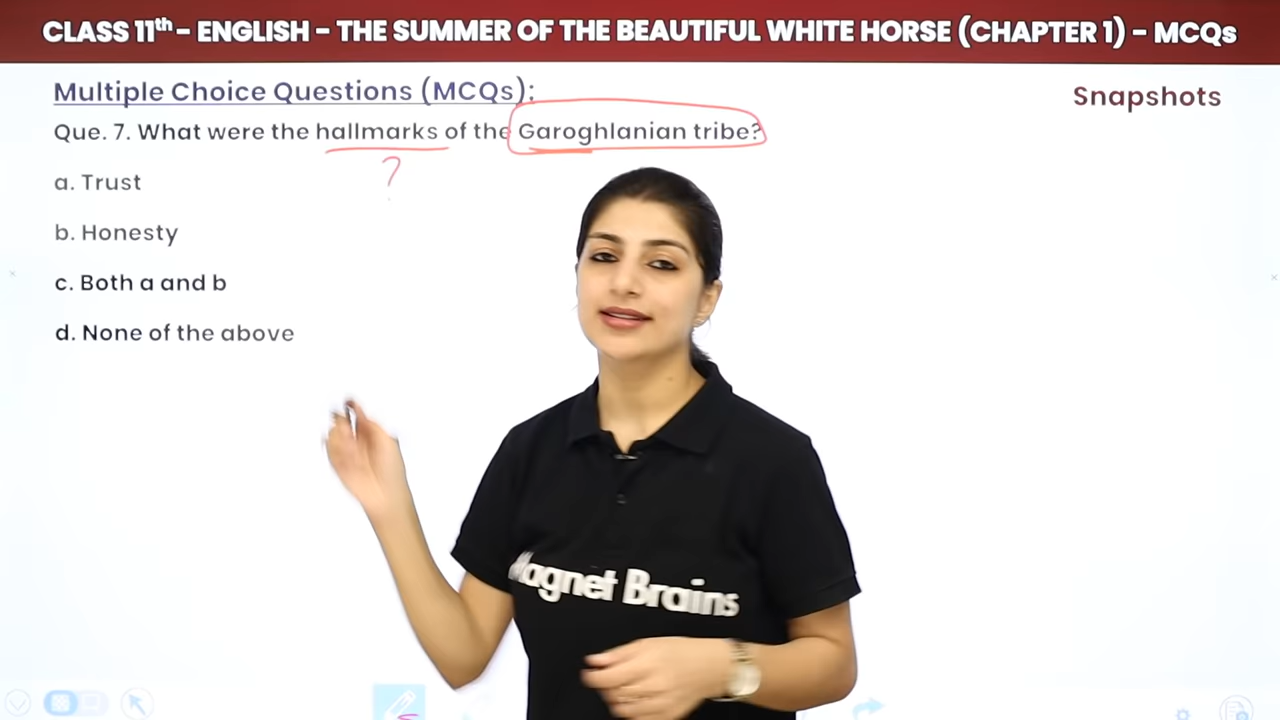 CLASS 11th - ENGLISH - THE SUMMER OF THE BEAUTIFUL WHITE HORSE (CHAPTER 1) - MCQs
Multiple Choice Questions (MCQs):
Snapshots
Que. 7. What were the hallmarks of the Garoghlanian tribe?
?
a. Trust
b. Honesty
c. Both a and b
d. None of the above
Magnet Brains